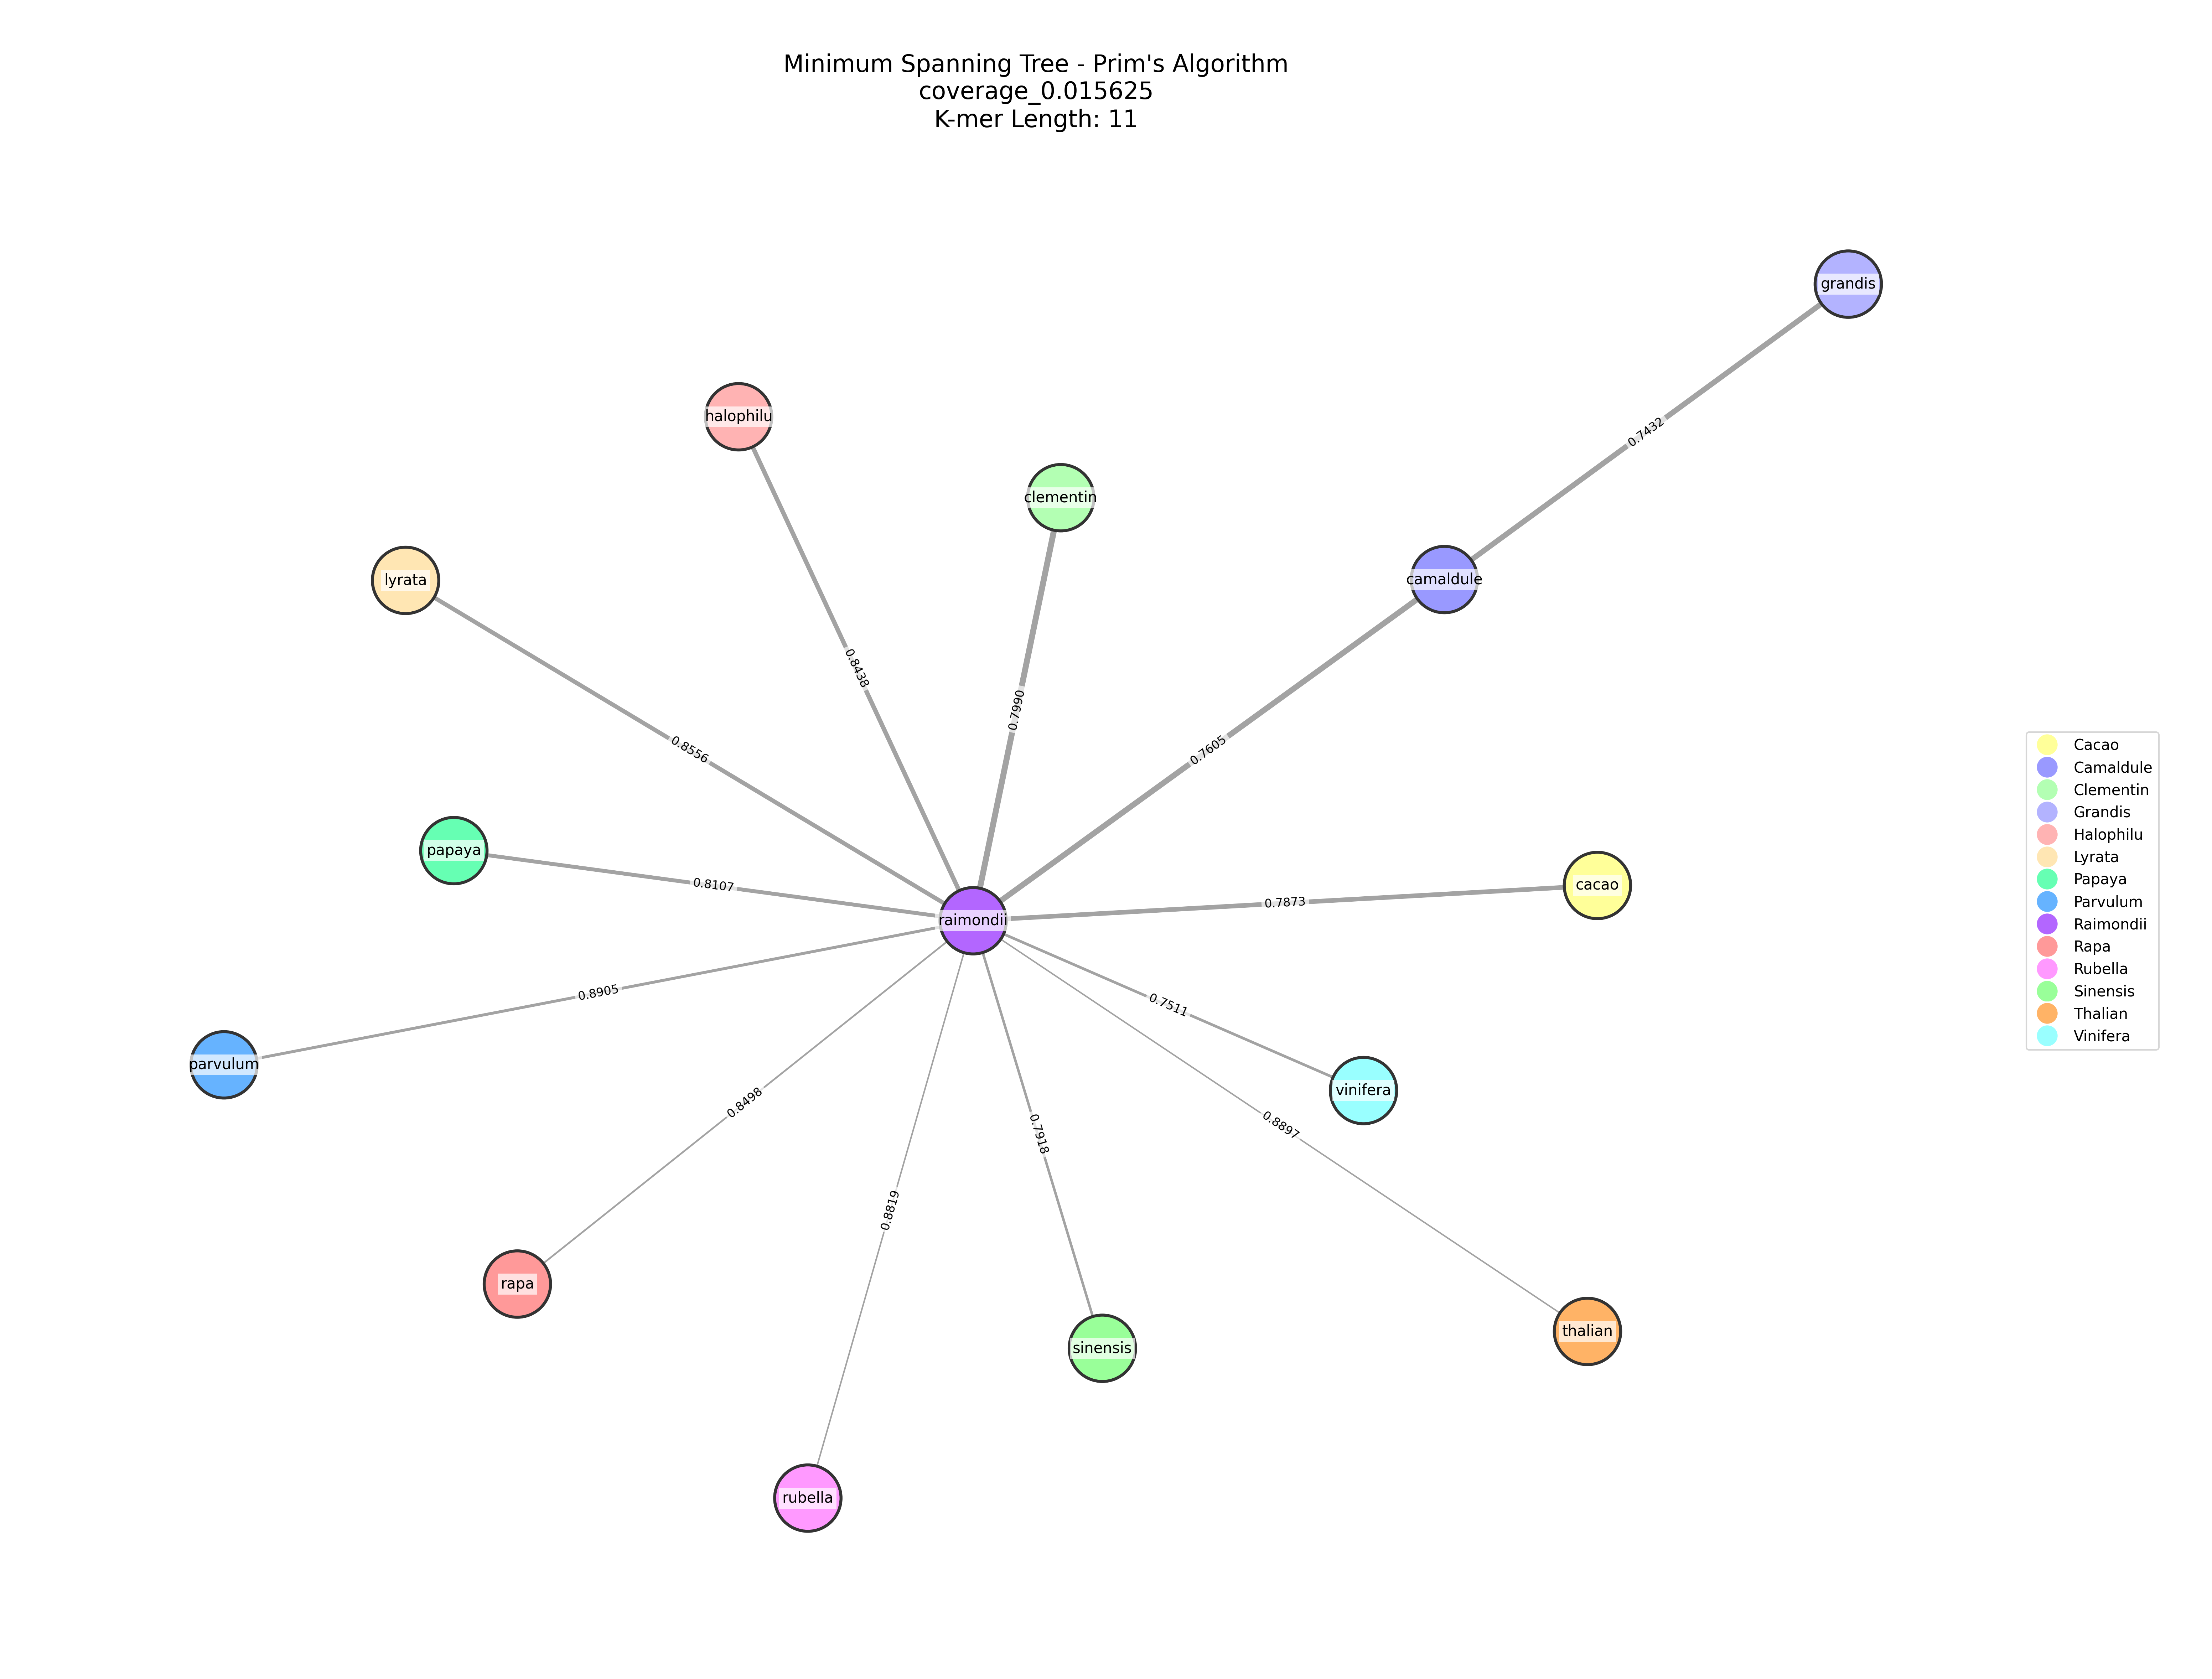 Minimum Spanning Tree - Prim's Algorithm
coverage_0.015625
K-mer Length: 11
grandis
halophilu
0.7432
clementin
lyrata
camaldule
0.8438
0.7990
0.8556
0.7605
papaya
0.8107
cacao
0.7873
raimondii
0.8905
0.7511
parvulum
vinifera
0.8498
0.7918
0.8897
0.8819
rapa
thalian
sinensis
rubella
Cacao
Camaldule
Clementin
Grandis
Halophilu
Lyrata
Papaya
Parvulum
Raimondii
Rapa
Rubella
Sinensis
Thalian
Vinifera